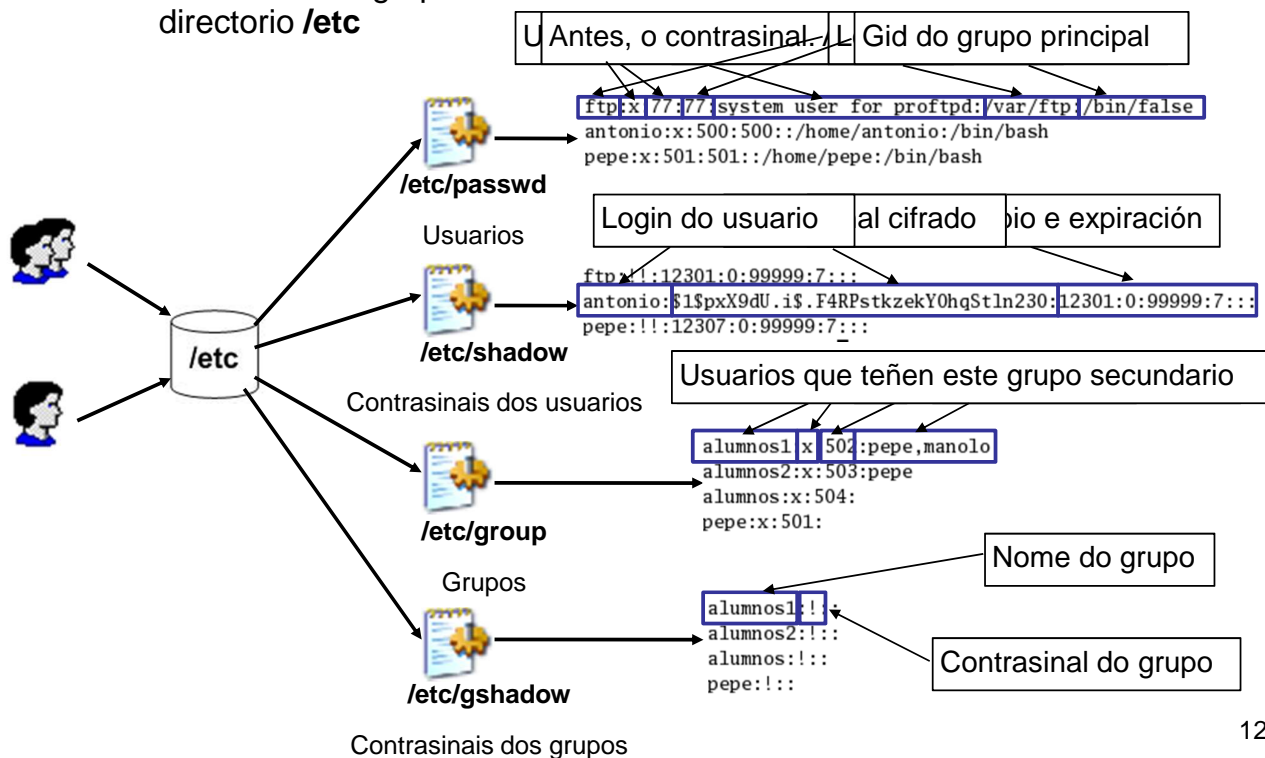 directorio /etc
Antes, o contrasinal.
Gid do grupo principal
ftp:x:77:77:system user for proftpd:/var/ftp:/bin/false
antonio:x:500:500::/home/antonio:/bin/bash
pepe:x:501:501::/home/pepe:/bin/bash
/etc/passwd
Usuarios
Login do usuario
al cifrado
e expiración
ftp:!!:12301:0:99999:7:::
antonio:$1$pxX9dU.i$.F4RPstkzekY0hqStln230:12301:0:99999:7:::
pepe:!!:12307:0:99999:7:::
/etc/shadow
Contrasinais dos usuarios
/etc
Usuarios que teñen este grupo secundario
alumnos1:x:502:pepe,manolo
alumnos2:x:503:pepe
alumnos:x:504:
pepe:x:501:
/etc/group
Grupos
Nome do grupo
alumnos1:!::
alumnos2:!::
alumnos:!::
pepe:!::
Contrasinal do grupo
/etc/gshadow
Contrasinais dos grupos
12